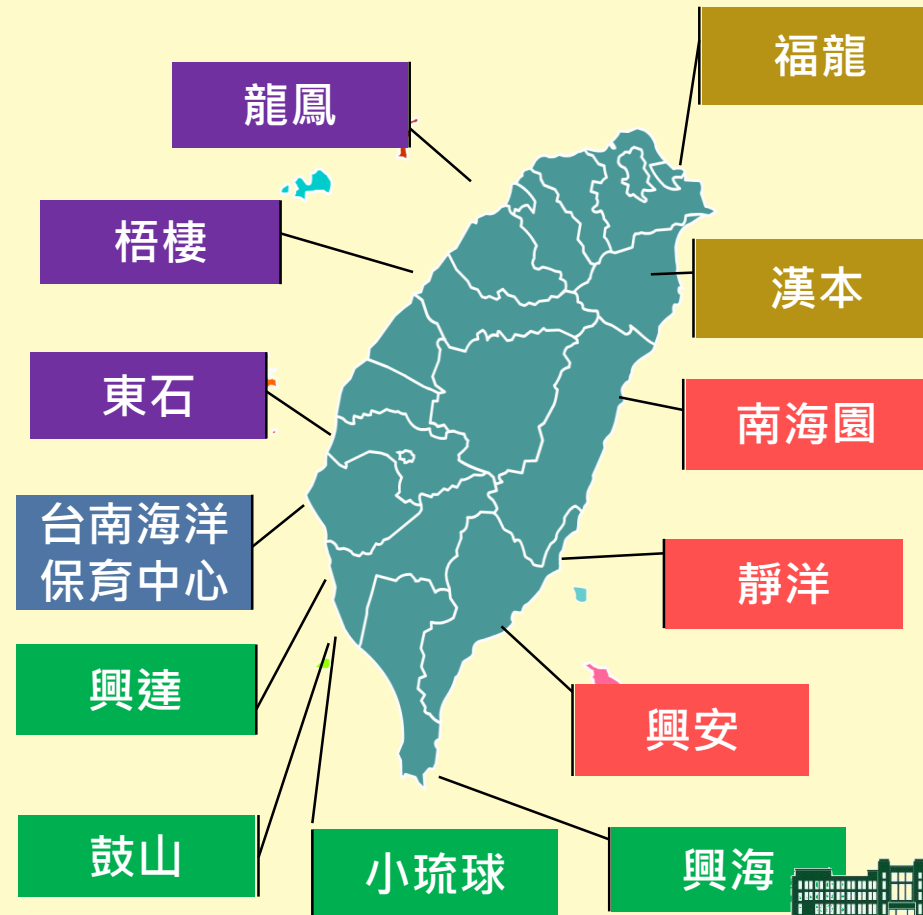 福龍
龍鳳
梧棲
漢本
東石
南海園
台南海洋
保育中心
靜洋
興達
興安
鼓山
小琉球
興海